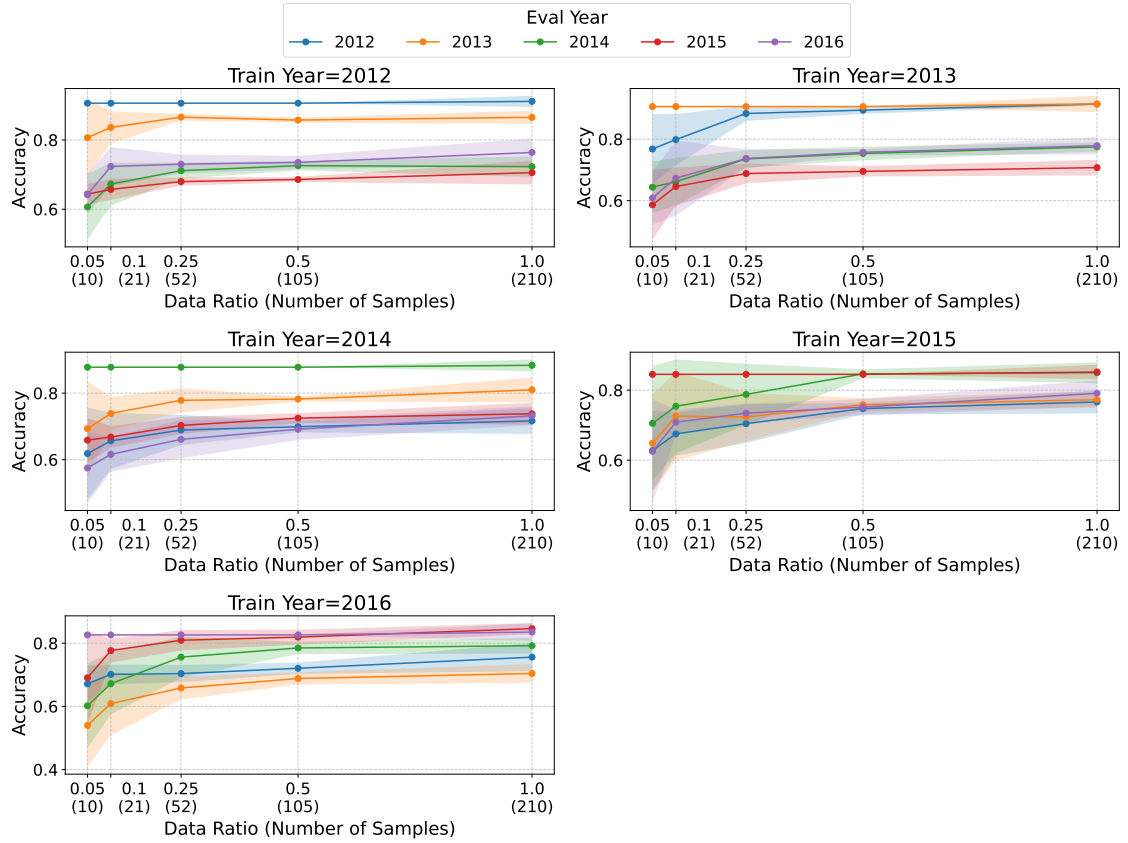 Eval Year
2012 2013 2014 2015 2016
Train Year=2012
Accuracy
0.8
0.6
0.05 0.1 0.25 0.5 1.0
(10) (21) (52) (105) (210)
Data Ratio (Number of Samples)
Train Year=2013
Accuracy
0.8
0.6
0.05 0.1 0.25 0.5 1.0
(10) (21) (52) (105) (210)
Data Ratio (Number of Samples)
Train Year=2014
Accuracy
0.8
0.6
0.05 0.1 0.25 0.5 1.0
(10) (21) (52) (105) (210)
Data Ratio (Number of Samples)
Train Year=2015
Accuracy
0.8
0.6
0.05 0.1 0.25 0.5 1.0
(10) (21) (52) (105) (210)
Data Ratio (Number of Samples)
Train Year=2016
Accuracy
0.8
0.6
0.4
0.05 0.1 0.25 0.5 1.0
(10) (21) (52) (105) (210)
Data Ratio (Number of Samples)